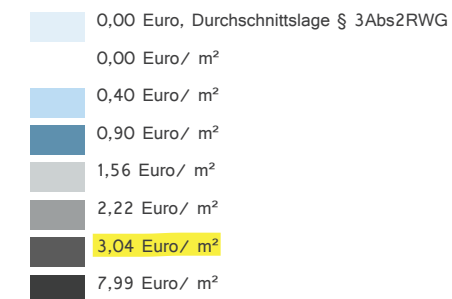 0,00 Euro, Durchschnittslage § 3Abs2RWG
0,00 Euro/ m²
0,40 Euro/ m²
0,90 Euro/ m²
1,56 Euro/ m²
2,22 Euro/ m²
3,04 Euro/ m²
7,99 Euro/ m²